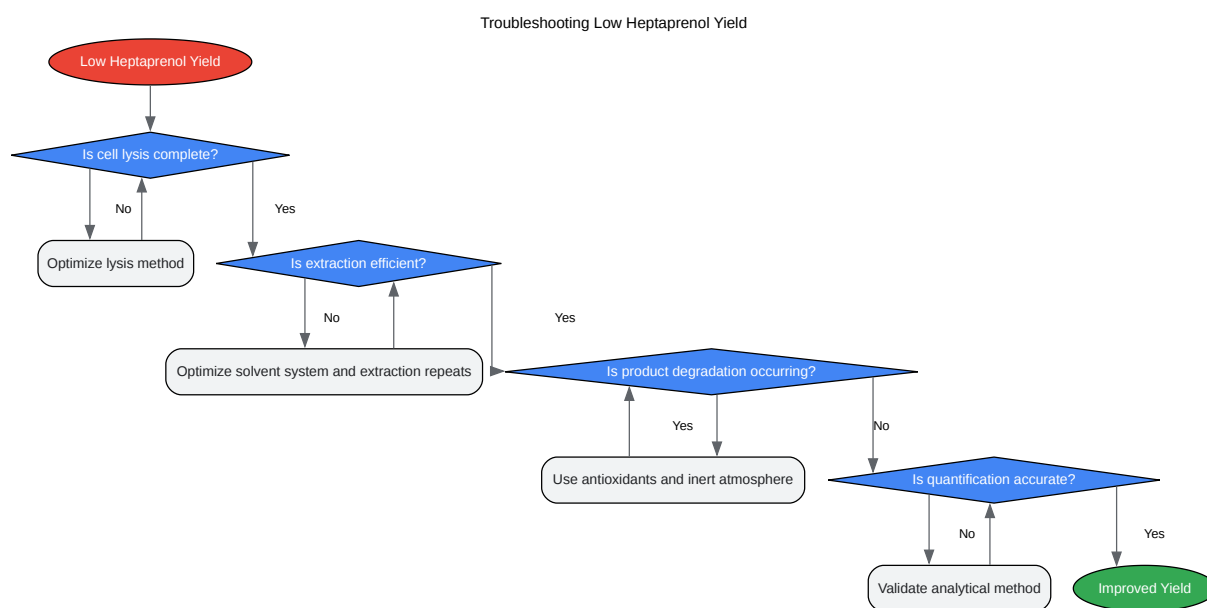 Troubleshooting Low Heptaprenol Yield
Low Heptaprenol Yield
Is cell lysis complete?
No
Yes
Optimize lysis method
Is extraction efficient?
No
Yes
Optimize solvent system and extraction repeats
Is product degradation occurring?
Yes
No
Use antioxidants and inert atmosphere
Is quantification accurate?
No
Yes
Validate analytical method
Improved Yield